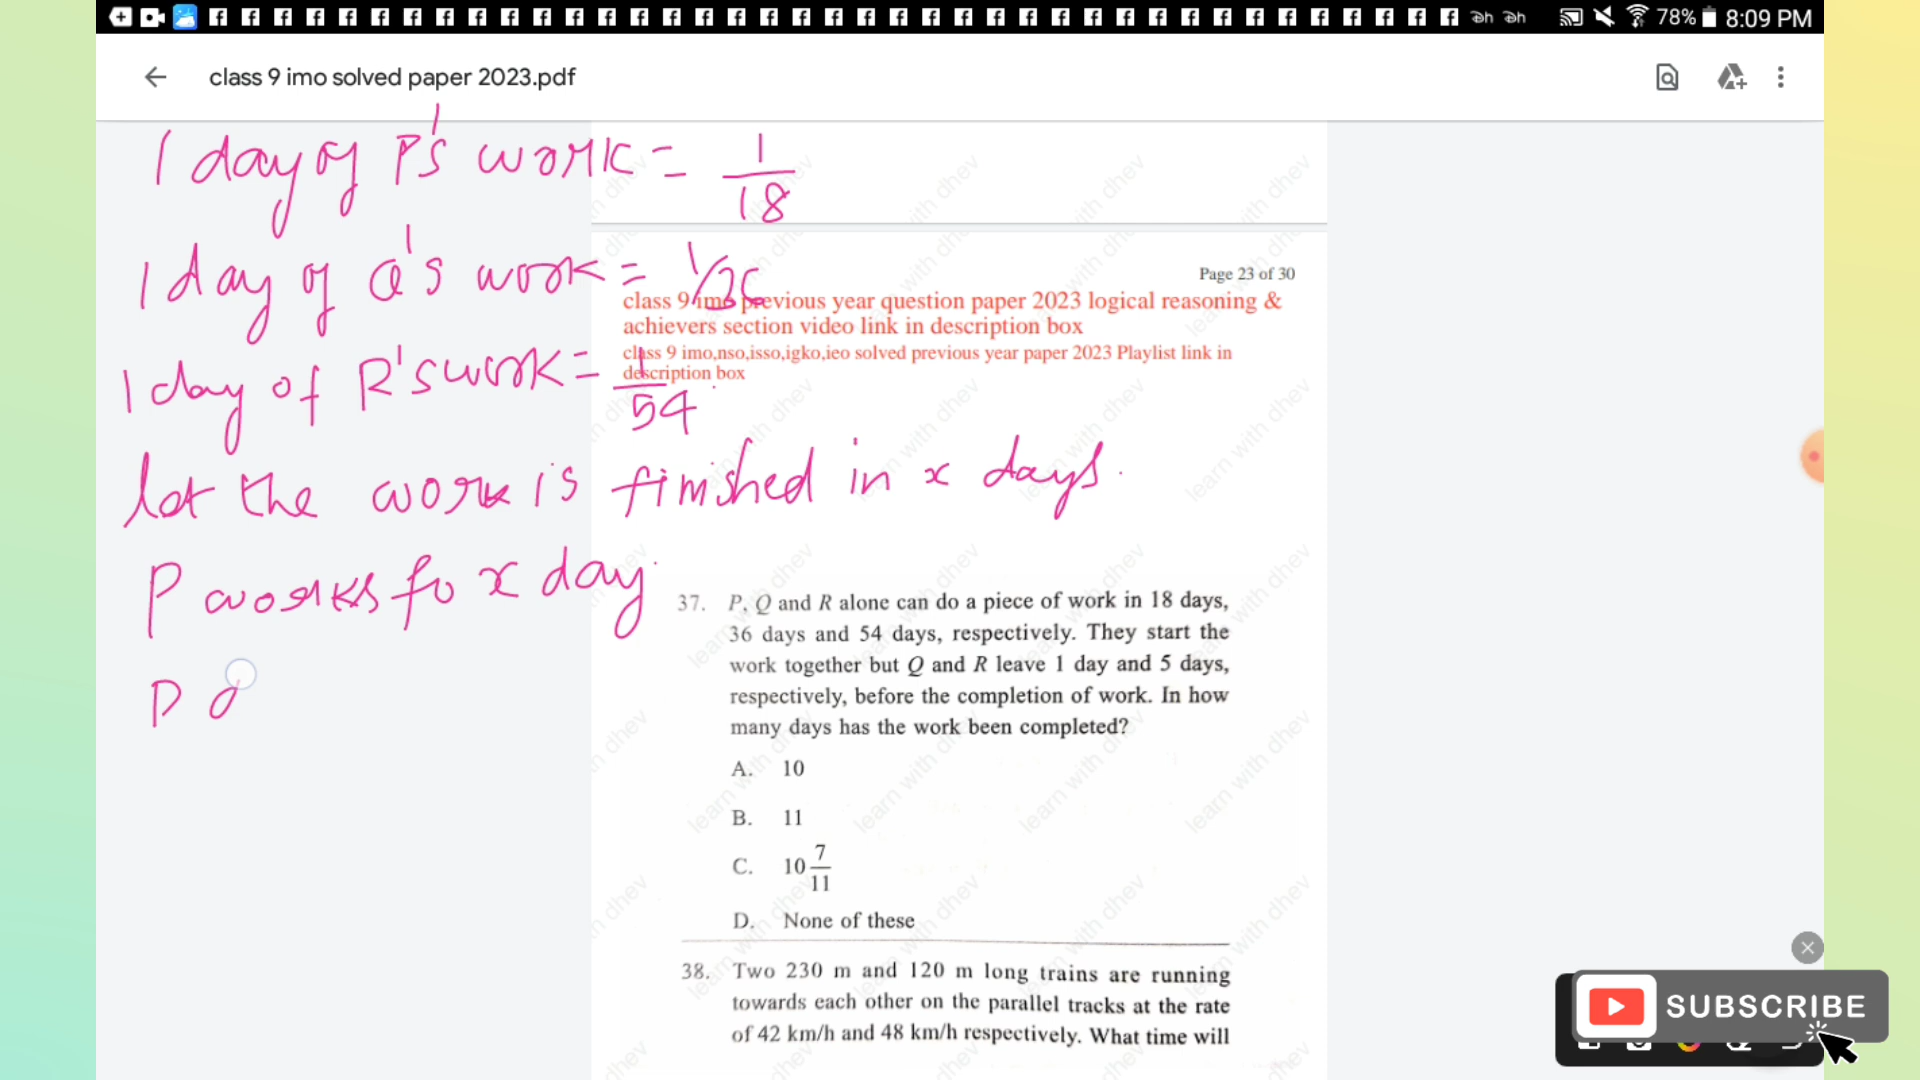 78% 8:09 PM
class 9 imo solved paper 2023.pdf
1 day of P's work = 1/18
1 day of Q's work = 1/36
1 day of R's work = 1/54
let the work is finished in x days.
P works fo x day
P
Page 23 of 30
class 9 imo previous year question paper 2023 logical reasoning &
achievers section video link in description box
class 9 imo,nso,isso,igko,ieo solved previous year paper 2023 Playlist link in
description box
37. P, Q and R alone can do a piece of work in 18 days,
36 days and 54 days, respectively. They start the
work together but Q and R leave 1 day and 5 days,
respectively, before the completion of work. In how
many days has the work been completed?
A. 10
B. 11
C. 10 7/11
D. None of these
38. Two 230 m and 120 m long trains are running
towards each other on the parallel tracks at the rate
of 42 km/h and 48 km/h respectively. What time will
learn with dhev
SUBSCRIBE